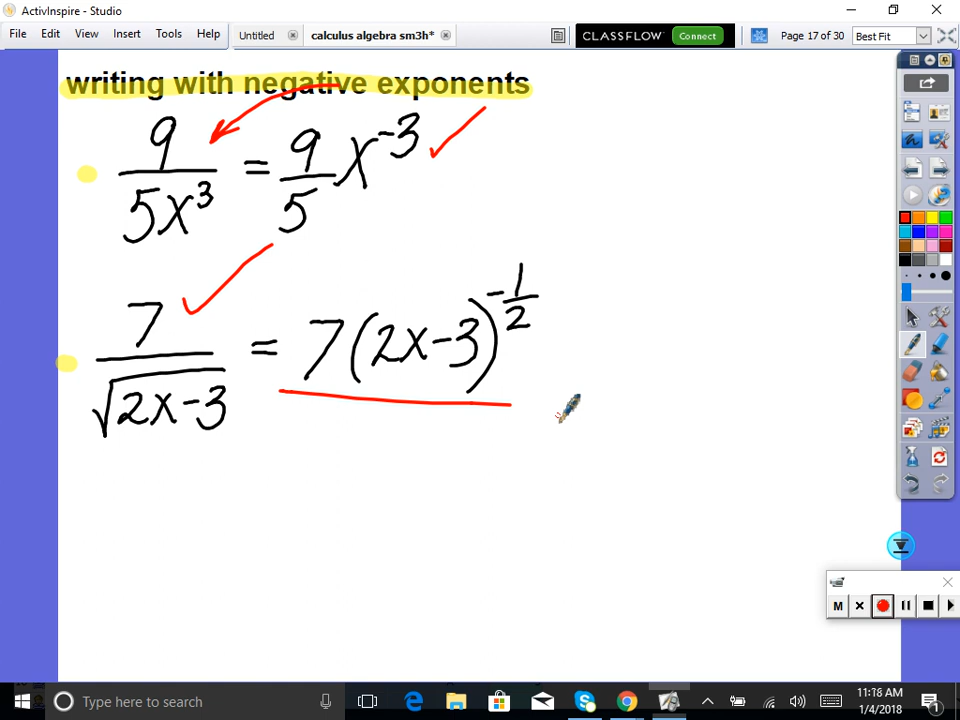 ActivInspire - Studio
File Edit View Insert Tools Help Untitled calculus algebra sm3h* CLASSFLOW Connect Page 17 of 30 Best Fit
writing with negative exponents
9/(5x³) = 9/5 x⁻³
7/√(2x-3) = 7(2x-3)^(-1/2)
M
Type here to search
11:18 AM
1/4/2018
1